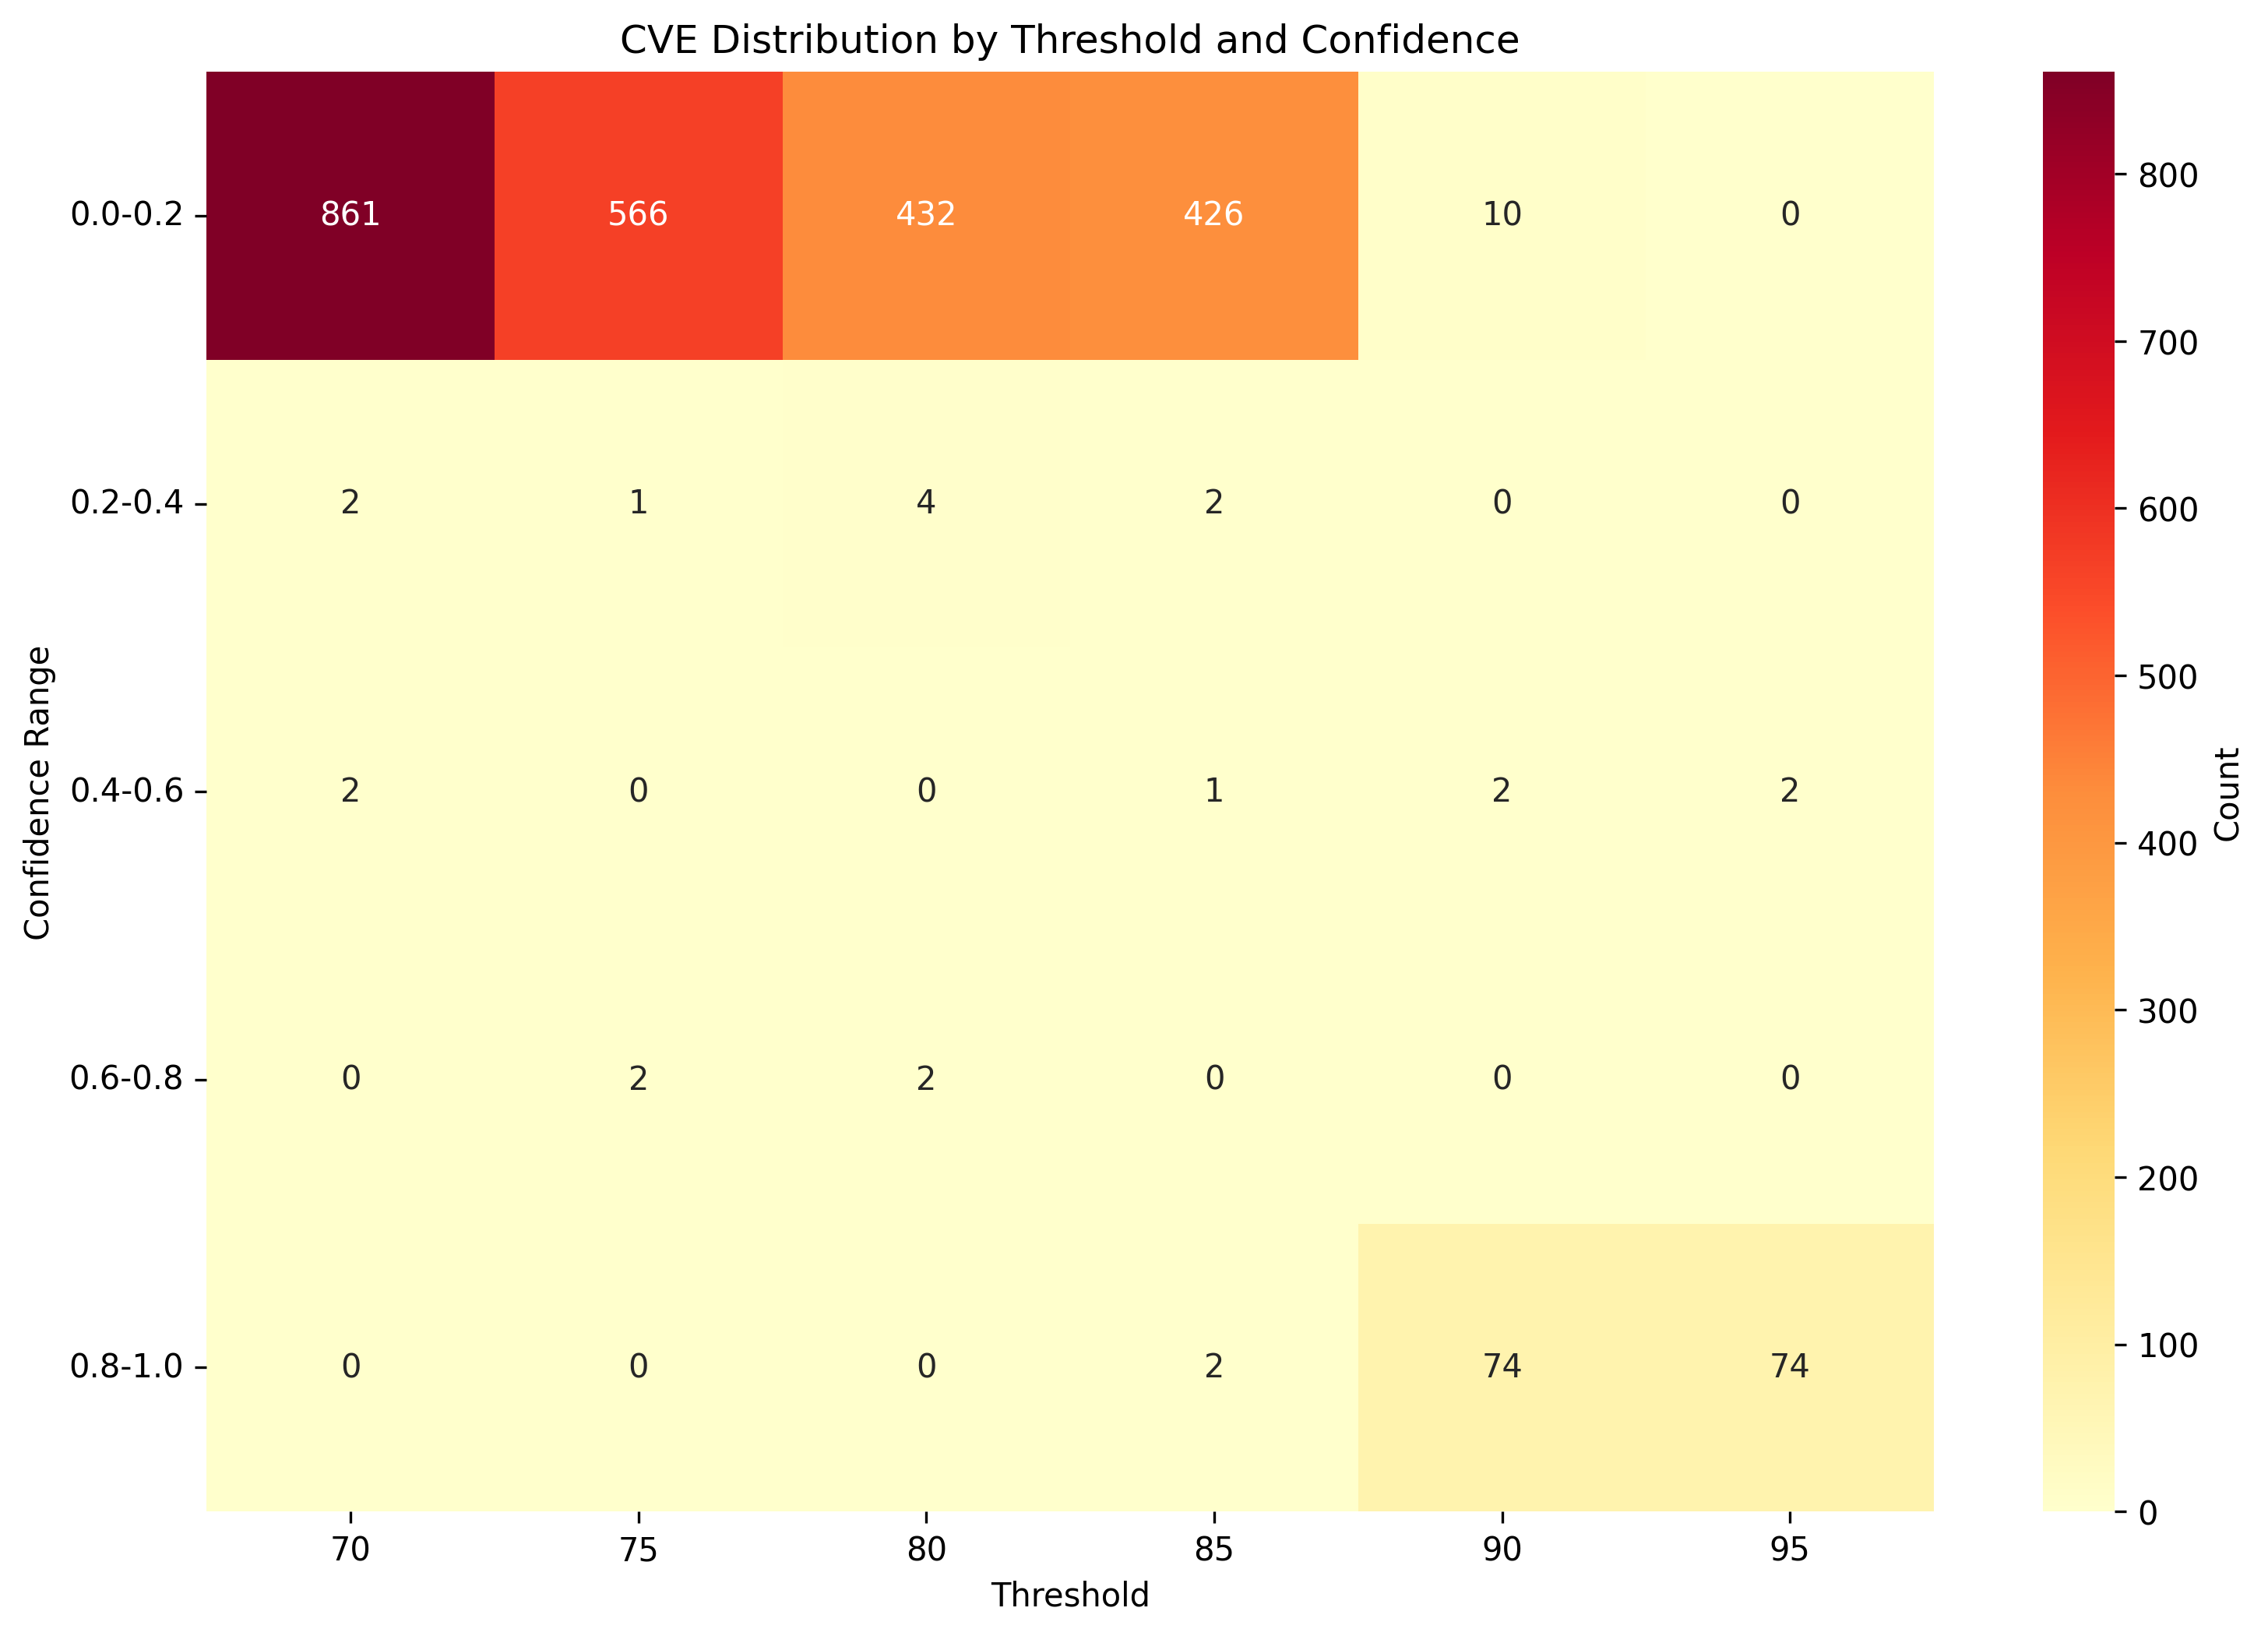 CVE Distribution by Threshold and Confidence
Confidence Range
0.0-0.2 861 566 432 426 10 0
0.2-0.4 2 1 4 2 0 0
0.4-0.6 2 0 0 1 2 2
0.6-0.8 0 2 2 0 0 0
0.8-1.0 0 0 0 2 74 74
70 75 80 85 90 95
Threshold
800
700
600
500
400
300
200
100
0
Count